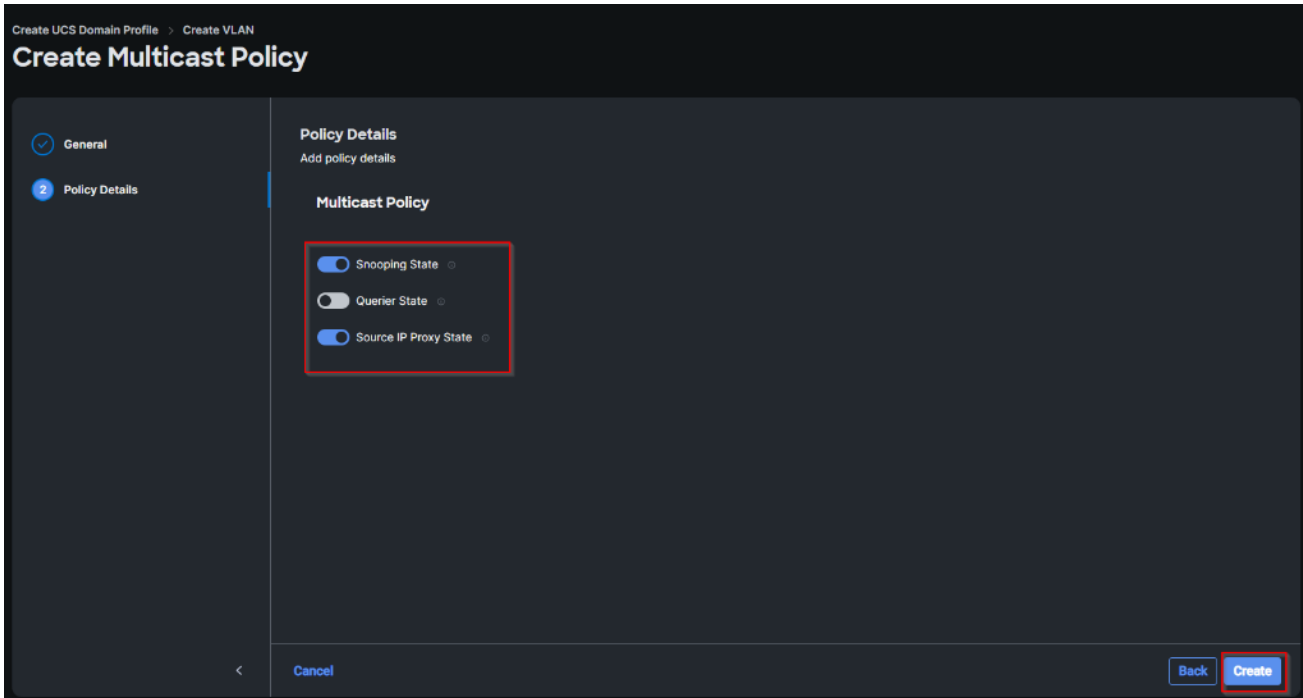 Create UCS Domain Profile > Create VLAN
Create Multicast Policy
General
2 Policy Details
Policy Details
Add policy details
Multicast Policy
Snooping State
Querier State
Source IP Proxy State
< Cancel Back Create